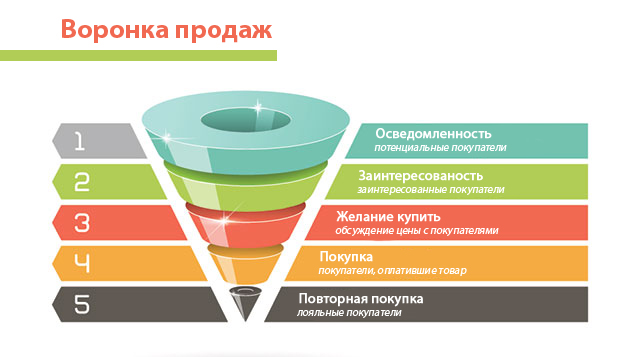 Воронка продаж
1
Осведомленность
потенциальные покупатели
2
Заинтересованость
заинтересованные покупатели
3
Желание купить
обсуждение цены с покупателями
4
Покупка
покупатели, оплатившие товар
5
Повторная покупка
лояльные покупатели